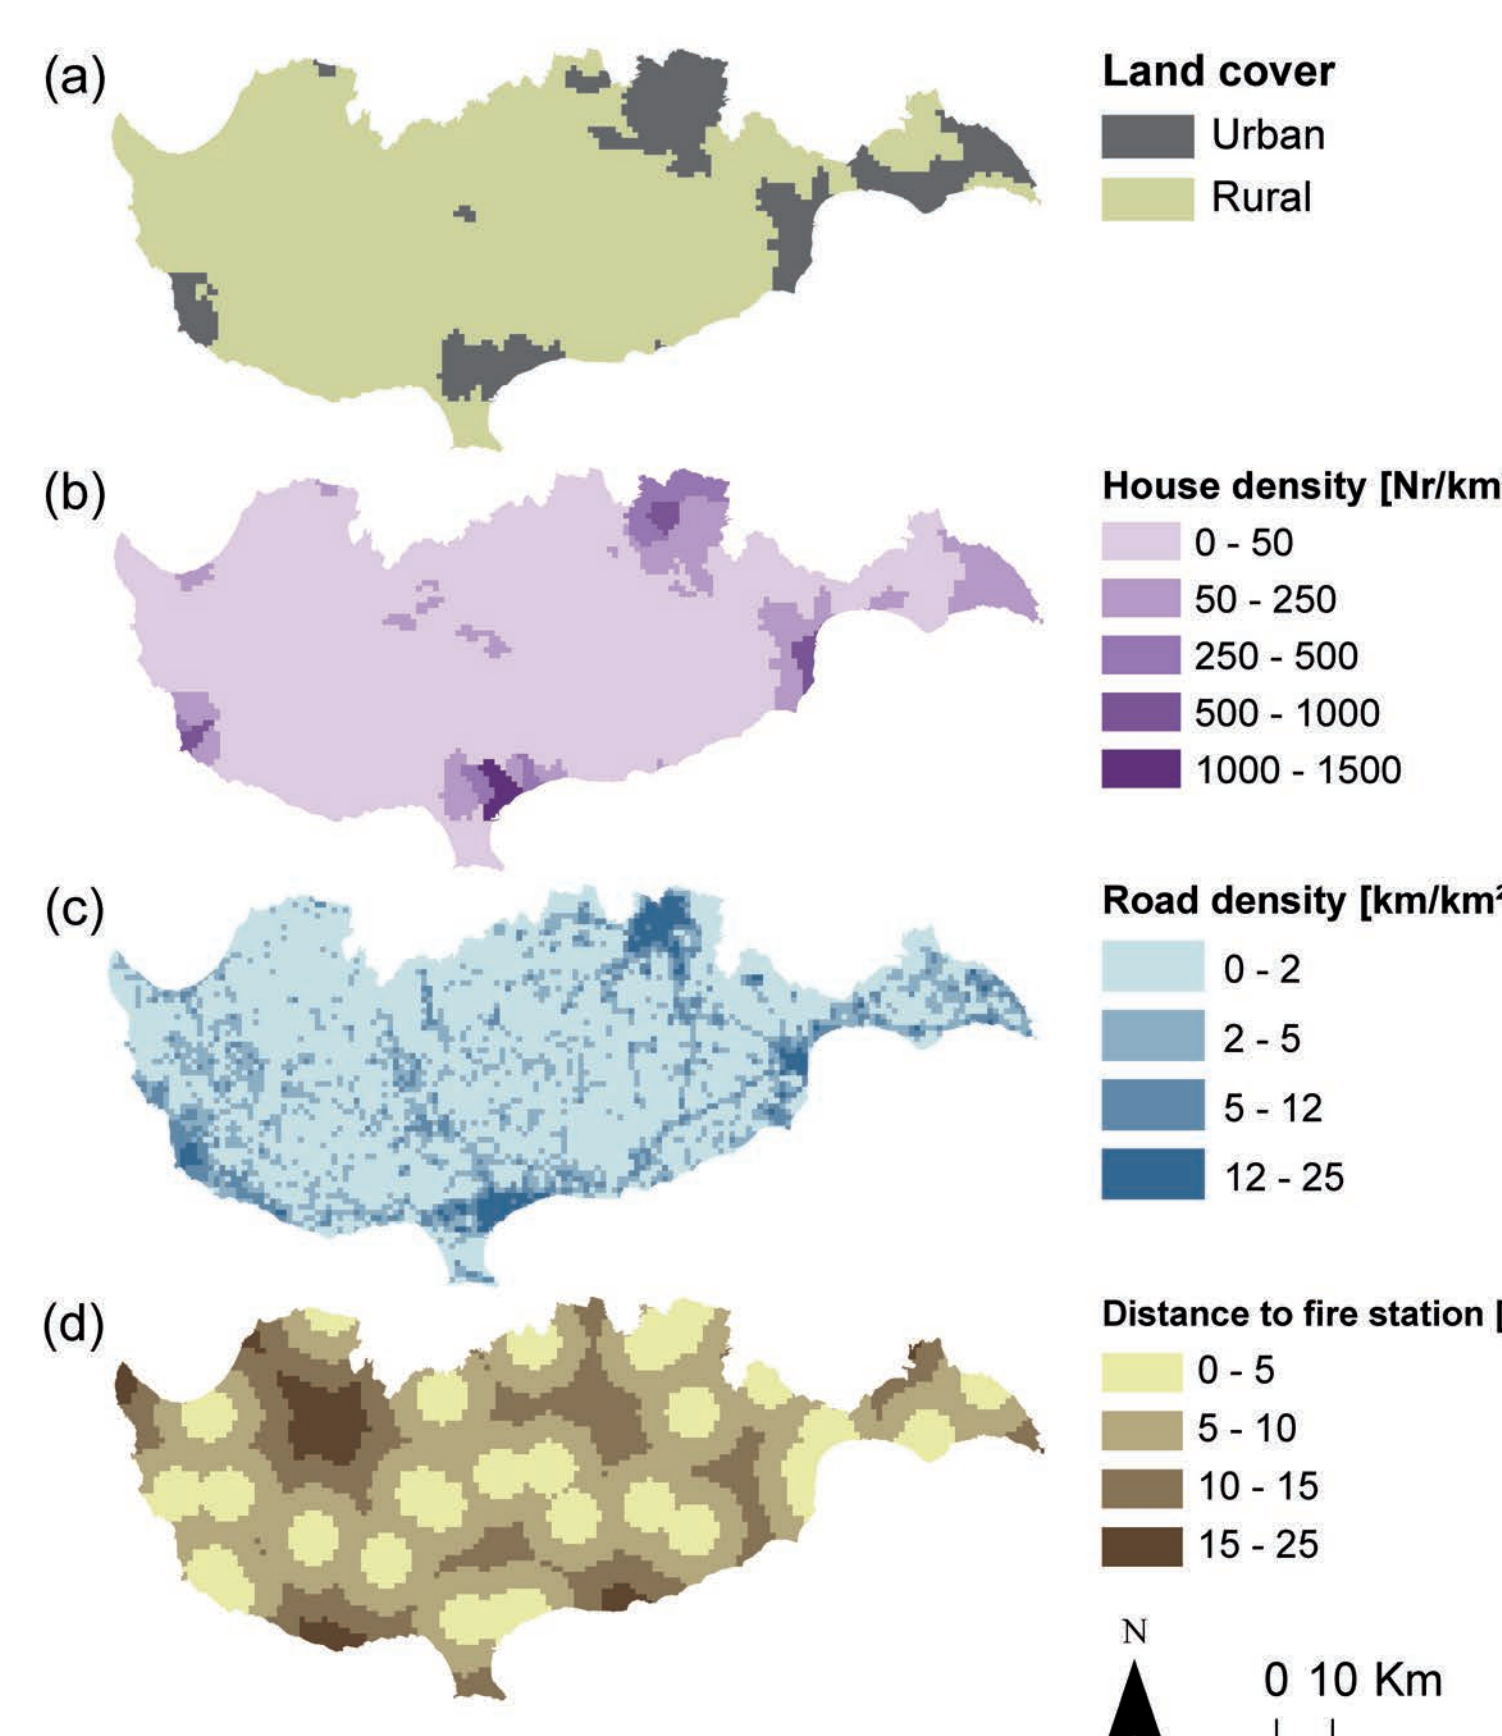 (a)
Land cover
Urban
Rural
(b)
House density [Nr/km²
0 - 50
50 - 250
250 - 500
500 - 1000
1000 - 1500
(c)
Road density [km/km²
0 - 2
2 - 5
5 - 12
12 - 25
(d)
Distance to fire station [
0 - 5
5 - 10
10 - 15
15 - 25
N
0 10 Km